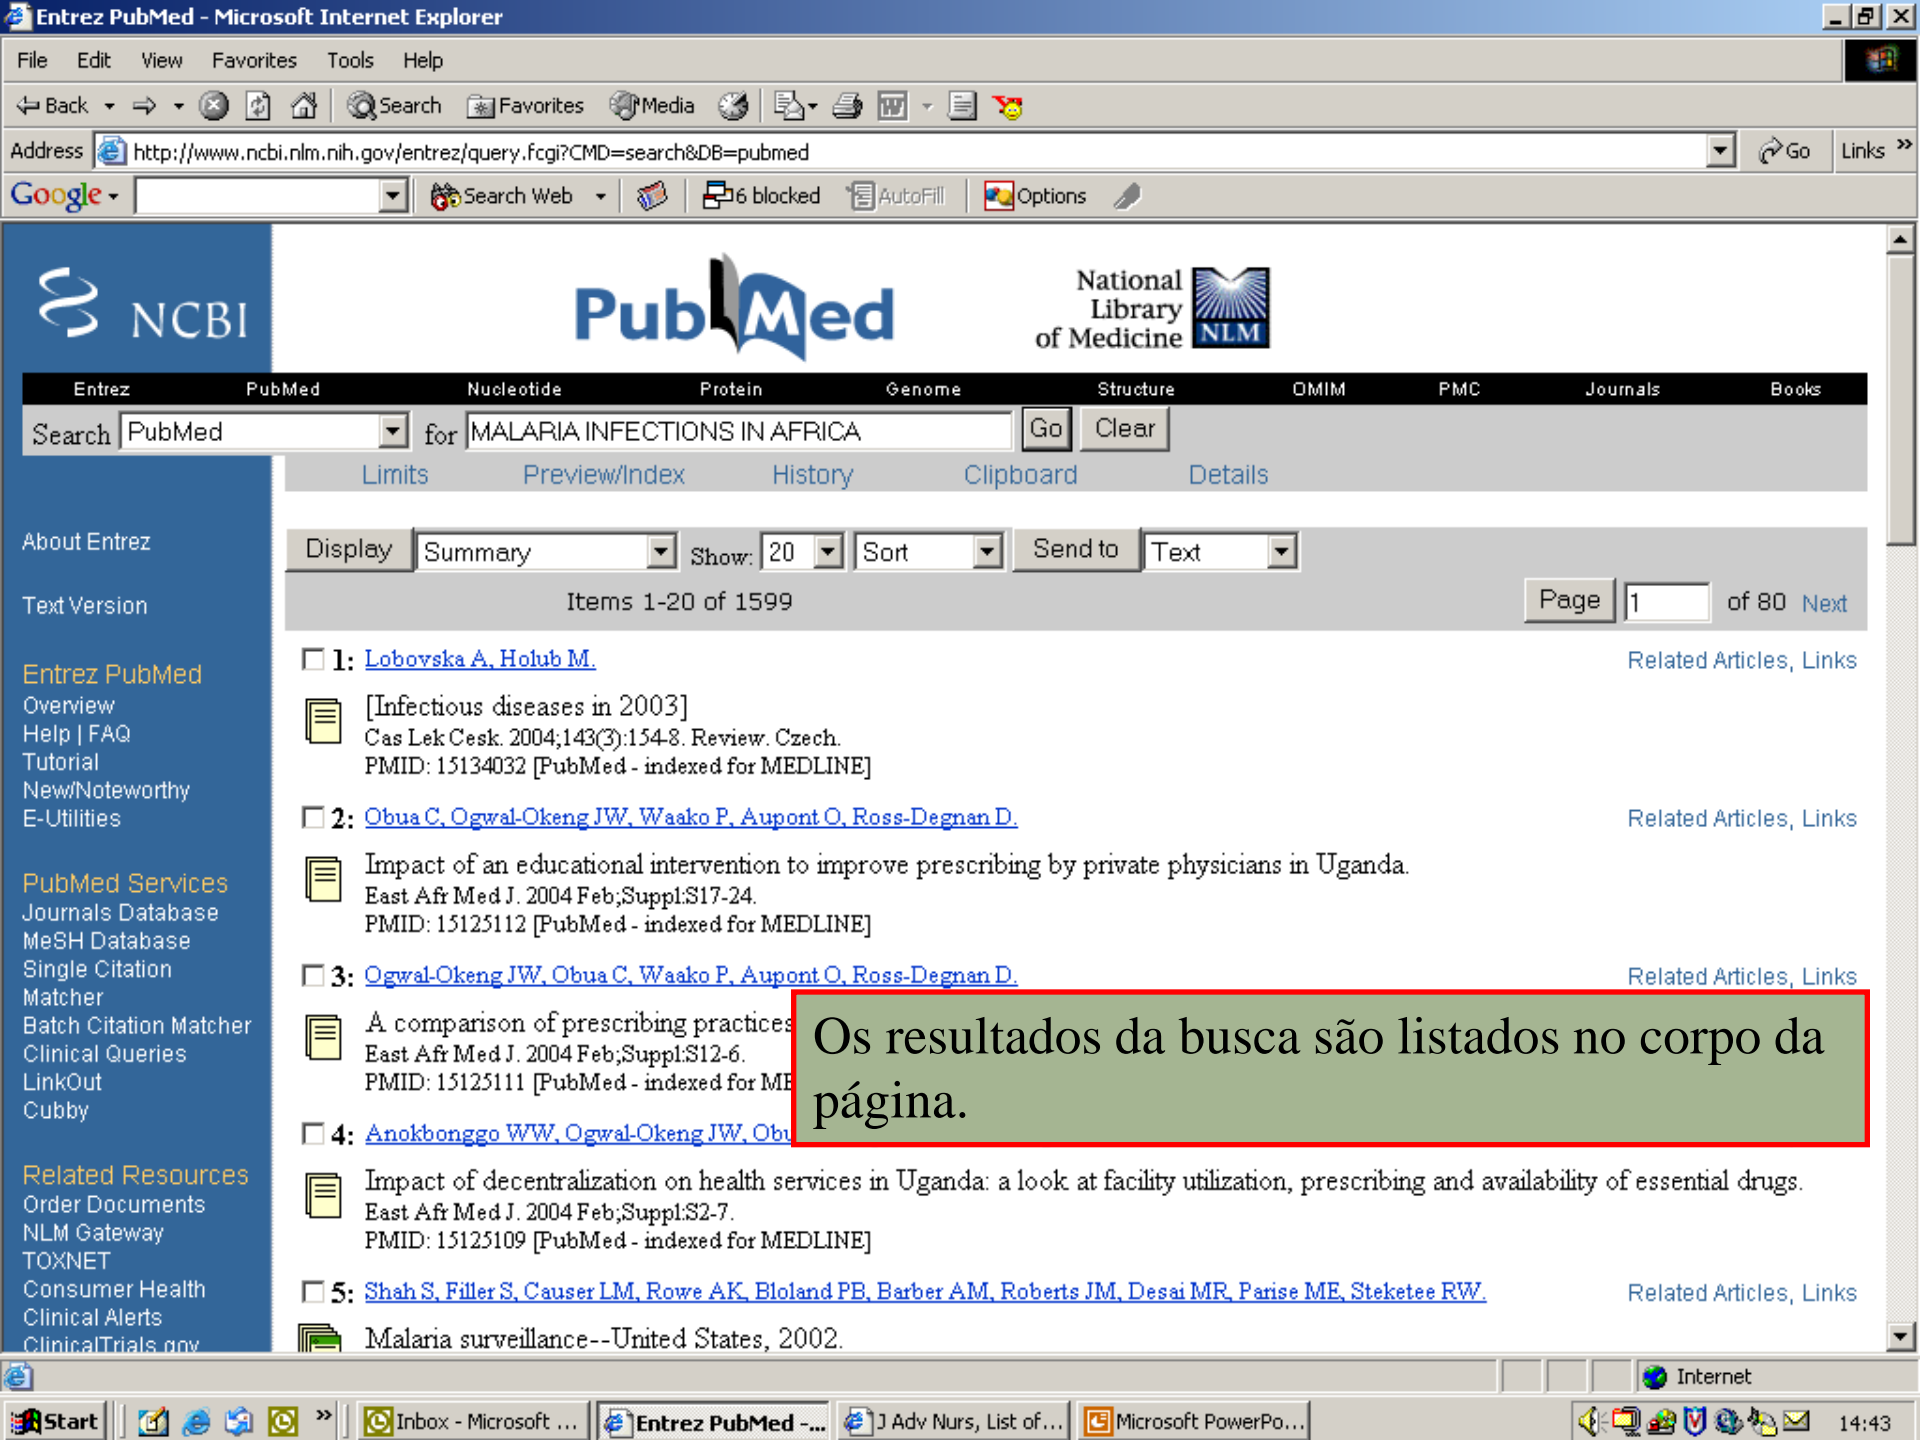 Entrez PubMed - Microsoft Internet Explorer
File Edit View Favorites Tools Help
Back Search Favorites Media
Address http://www.ncbi.nlm.nih.gov/entrez/query.fcgi?CMD=search&DB=pubmed Go Links »
Google Search Web 6 blocked AutoFill Options
NCBI PubMed National Library of Medicine NLM
Entrez PubMed Nucleotide Protein Genome Structure OMIM PMC Journals Books
Search PubMed for MALARIA INFECTIONS IN AFRICA Go Clear
Limits Preview/Index History Clipboard Details
About Entrez
Text Version
Entrez PubMed
Overview
Help | FAQ
Tutorial
New/Noteworthy
E-Utilities
PubMed Services
Journals Database
MeSH Database
Single Citation
Matcher
Batch Citation Matcher
Clinical Queries
LinkOut
Cubby
Related Resources
Order Documents
NLM Gateway
TOXNET
Consumer Health
Clinical Alerts
ClinicalTrials.gov
Display Summary Show: 20 Sort Send to Text
Items 1-20 of 1599 Page 1 of 80 Next
1: Lobovska A, Holub M. Related Articles, Links
[Infectious diseases in 2003]
Cas Lek Cesk. 2004;143(3):154-8. Review. Czech.
PMID: 15134032 [PubMed - indexed for MEDLINE]
2: Obua C, Ogwal-Okeng JW, Waako P, Aupont O, Ross-Degnan D. Related Articles, Links
Impact of an educational intervention to improve prescribing by private physicians in Uganda.
East Afr Med J. 2004 Feb;Suppl:S17-24.
PMID: 15125112 [PubMed - indexed for MEDLINE]
3: Ogwal-Okeng JW, Obua C, Waako P, Aupont O, Ross-Degnan D. Related Articles, Links
A comparison of prescribing practices
East Afr Med J. 2004 Feb;Suppl:S12-6.
PMID: 15125111 [PubMed - indexed for ME
Os resultados da busca são listados no corpo da
página.
4: Anokbonggo WW, Ogwal-Okeng JW, Obu
Impact of decentralization on health services in Uganda: a look at facility utilization, prescribing and availability of essential drugs.
East Afr Med J. 2004 Feb;Suppl:S2-7.
PMID: 15125109 [PubMed - indexed for MEDLINE]
5: Shah S, Filler S, Causer LM, Rowe AK, Bloland PB, Barber AM, Roberts JM, Desai MR, Parise ME, Steketee RW. Related Articles, Links
Malaria surveillance--United States, 2002.
Internet
Start » Inbox - Microsoft ... Entrez PubMed -... J Adv Nurs, List of... Microsoft PowerPo... 14:43